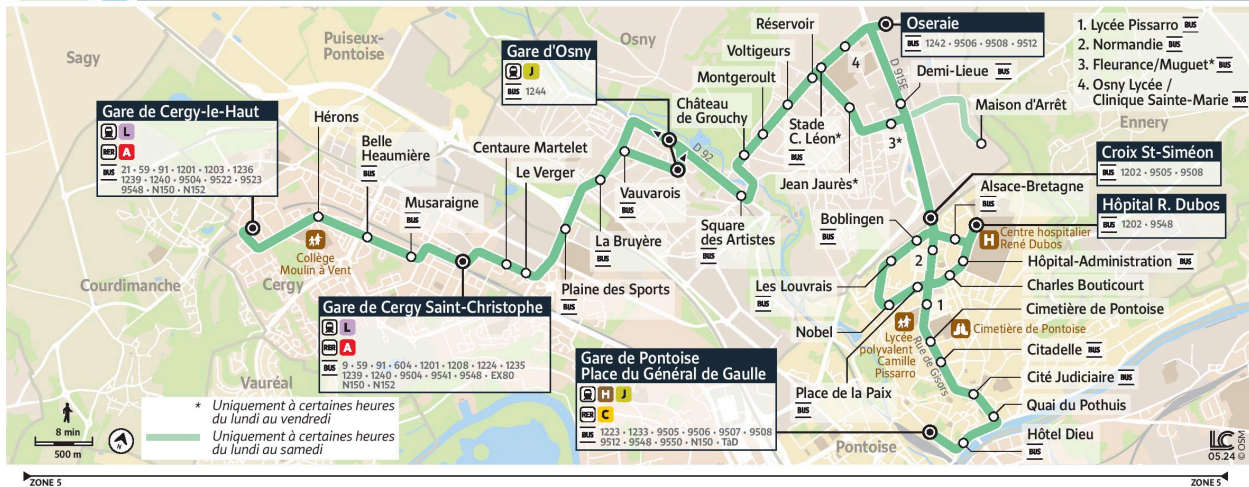 Sagy
Puiseux-
Pontoise
Osny
Ennery
Courdimanche
Cergy
Vauréal
Pontoise
Gare de Cergy-le-Haut
L
RER A
BUS 21 • 59 • 91 • 1201 • 1203 • 1236
1239 • 1240 • 9504 • 9522 • 9523
9548 • N150 • N152
Hérons
Collège
Moulin à Vent
Belle
Heaumière
BUS
Musaraigne
BUS
Gare de Cergy Saint-Christophe
L
RER A
BUS 9 • 59 • 91 • 604 • 1201 • 1208 • 1224 • 1235
1239 • 1240 • 9504 • 9541 • 9548 • EX80
N150 • N152
Centaure Martelet
Le Verger
Plaine des Sports
BUS
La Bruyère
BUS
Vauvarois
BUS
Gare d'Osny
J
BUS 1244
Château
de Grouchy
D 92
Square
des Artistes
BUS
Montgeroult
Voltigeurs
Réservoir
Stade
C. Léon*
BUS
Jean Jaurès*
4
3*
Oseraie
BUS 1242 • 9506 • 9508 • 9512
D 915E
Demi-Lieue BUS
Maison d'Arrêt
1. Lycée Pissarro BUS
2. Normandie BUS
3. Fleurance/Muguet* BUS
4. Osny Lycée /
Clinique Sainte-Marie BUS
Croix St-Siméon
BUS 1202 • 9505 • 9508
Alsace-Bretagne
BUS
Hôpital R. Dubos
BUS 1202 • 9548
H Centre hospitalier
René Dubos
Hôpital-Administration BUS
Charles Bouticourt
Boblingen
BUS
2
Les Louvrais
BUS
Nobel
Place de la Paix
BUS
1
Lycée
polyvalent
Camille
Pissarro
Rue de Gisors
Cimetière de Pontoise
Cimetière de Pontoise
Citadelle BUS
Cité Judiciaire BUS
Quai du Pothuis
Hôtel Dieu
BUS
Gare de Pontoise
Place du Général de Gaulle
H J
RER C
BUS 1223 • 1233 • 9505 • 9506 • 9507 • 9508
9512 • 9548 • 9550 • N150 • TàD
* Uniquement à certaines heures
du lundi au vendredi
Uniquement à certaines heures
du lundi au samedi
8 min
500 m
N
LC
05.24 © OSM
ZONE 5
ZONE 5